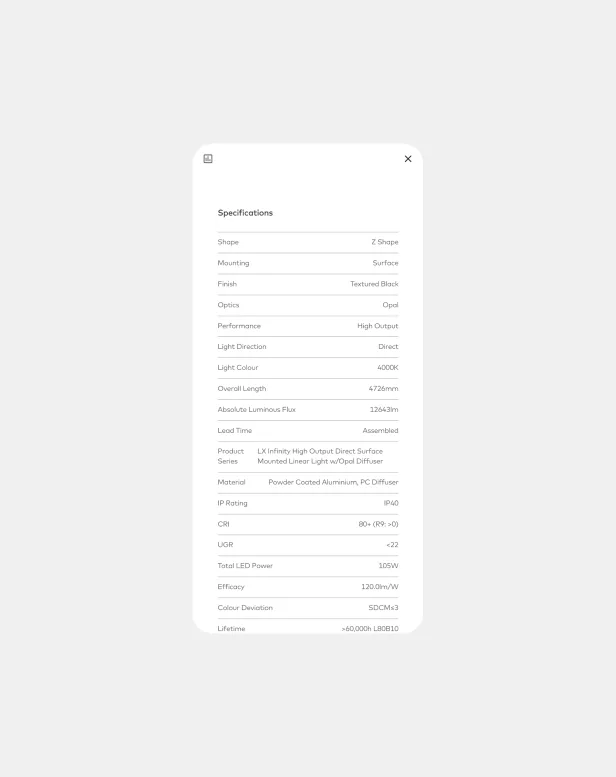 Specifications
Shape Z Shape
Mounting Surface
Finish Textured Black
Optics Opal
Performance High Output
Light Direction Direct
Light Colour 4000K
Overall Length 4726mm
Absolute Luminous Flux 12643lm
Lead Time Assembled
Product LX Infinity High Output Direct Surface
Series Mounted Linear Light w/Opal Diffuser
Material Powder Coated Aluminium, PC Diffuser
IP Rating IP40
CRI 80+ (R9: >0)
UGR <22
Total LED Power 105W
Efficacy 120.0lm/W
Colour Deviation SDCM≤3
Lifetime >60,000h L80B10